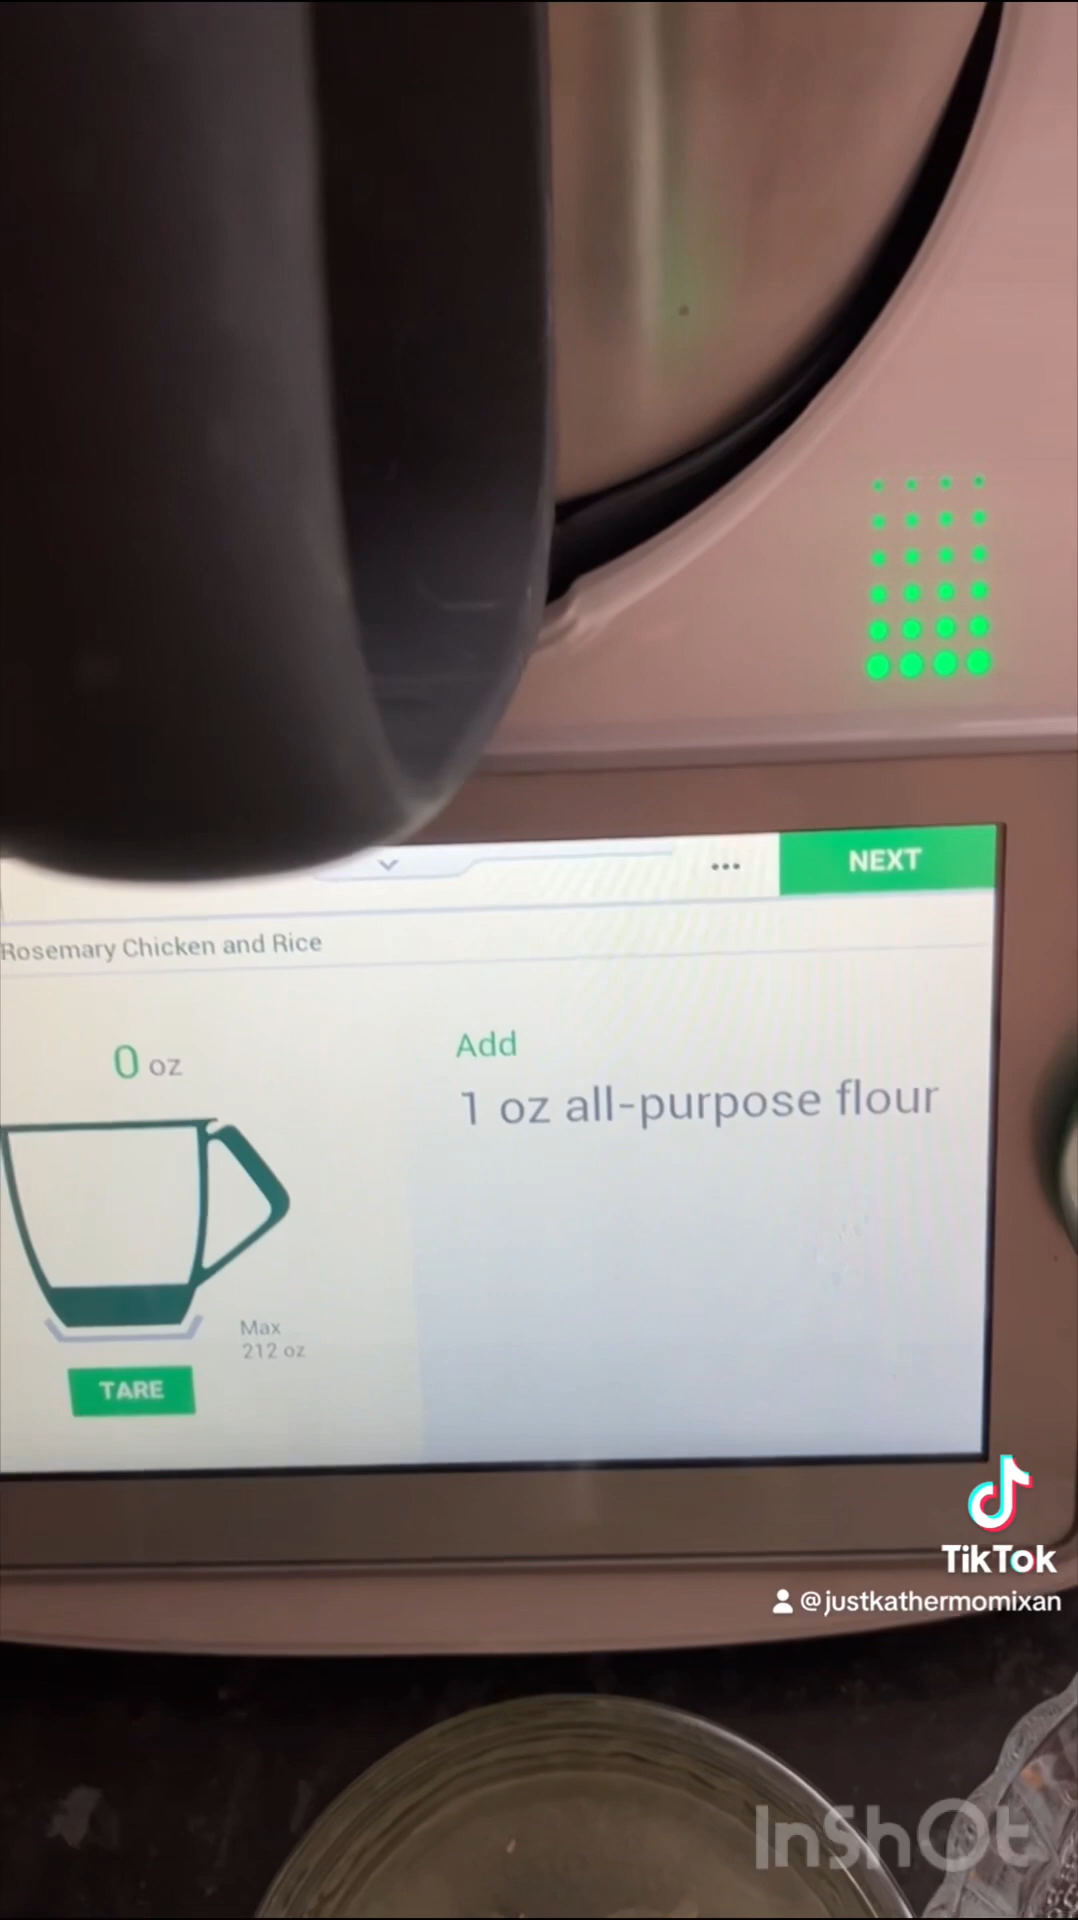 NEXT
Rosemary Chicken and Rice
0 oz
Add
1 oz all-purpose flour
Max
212 oz
TARE
TikTok
@justkathermomixan
InShOt